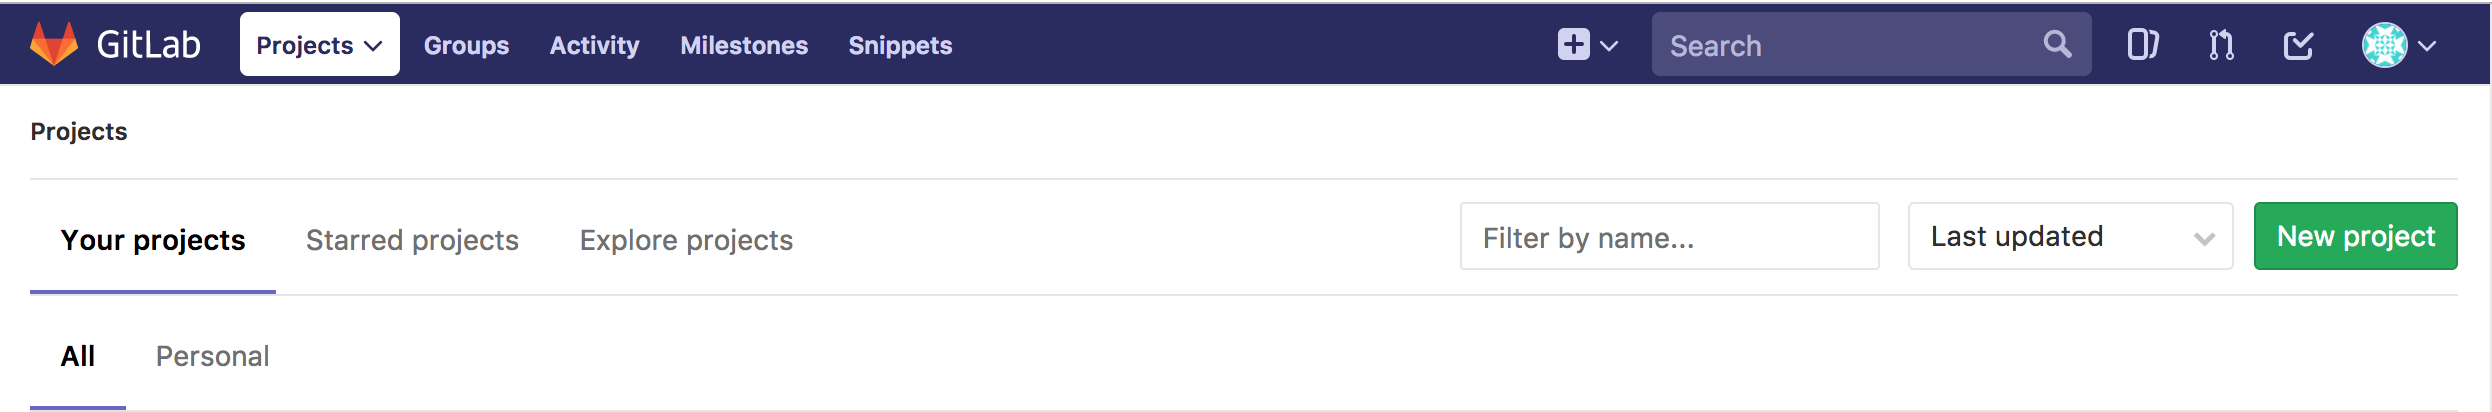 GitLab Projects Groups Activity Milestones Snippets Search
Projects
Your projects Starred projects Explore projects Filter by name... Last updated New project
All Personal